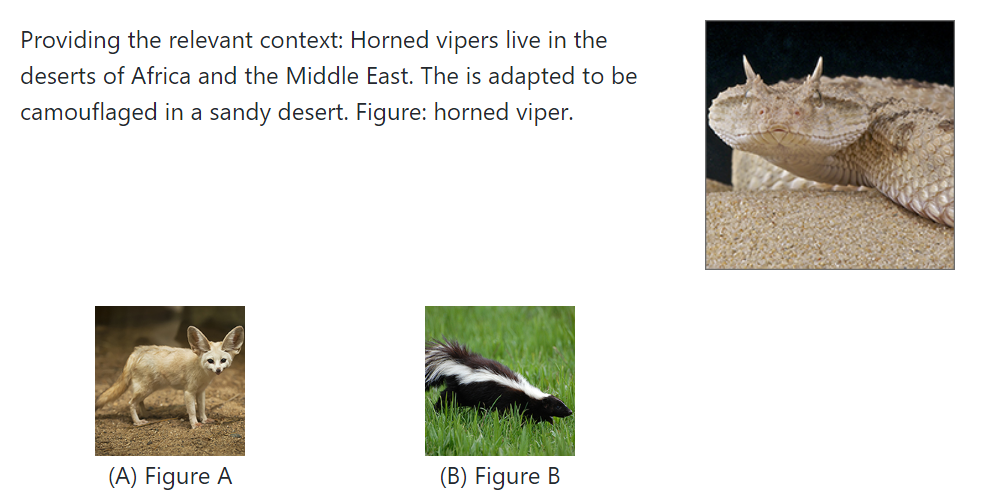 Providing the relevant context: Horned vipers live in the
deserts of Africa and the Middle East. The is adapted to be
camouflaged in a sandy desert. Figure: horned viper.
(A) Figure A
(B) Figure B